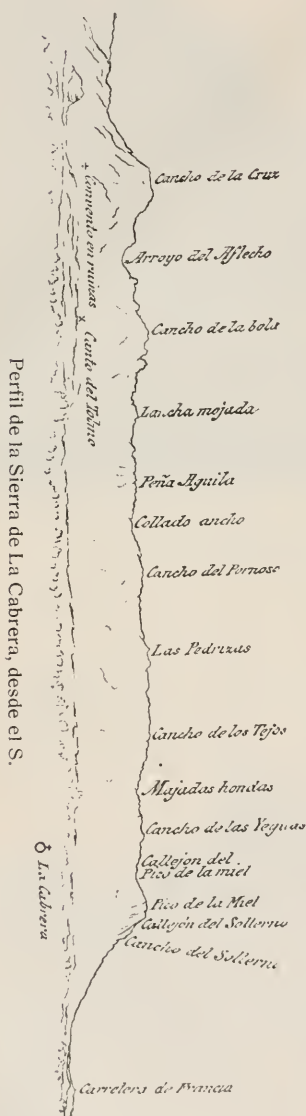 Cancho de la Cruz
Arroyo del Aflecho
Cancho de la bola
Lancha mojada
Peña Aguila
Collado ancho
Cancho del Pornoso
Las Pedrizas
Cancho de los Tejos
Majadas hondas
Cancho de las Yeguas
Callejon del
Pico de la miel
Pico de la Miel
Callejón del Sollerno
Cancho del Sollerno
Carretera de Francia
Convento en ruinas
Canto del Tolmo
La Cabrera
Perfil de la Sierra de La Cabrera, desde el S.